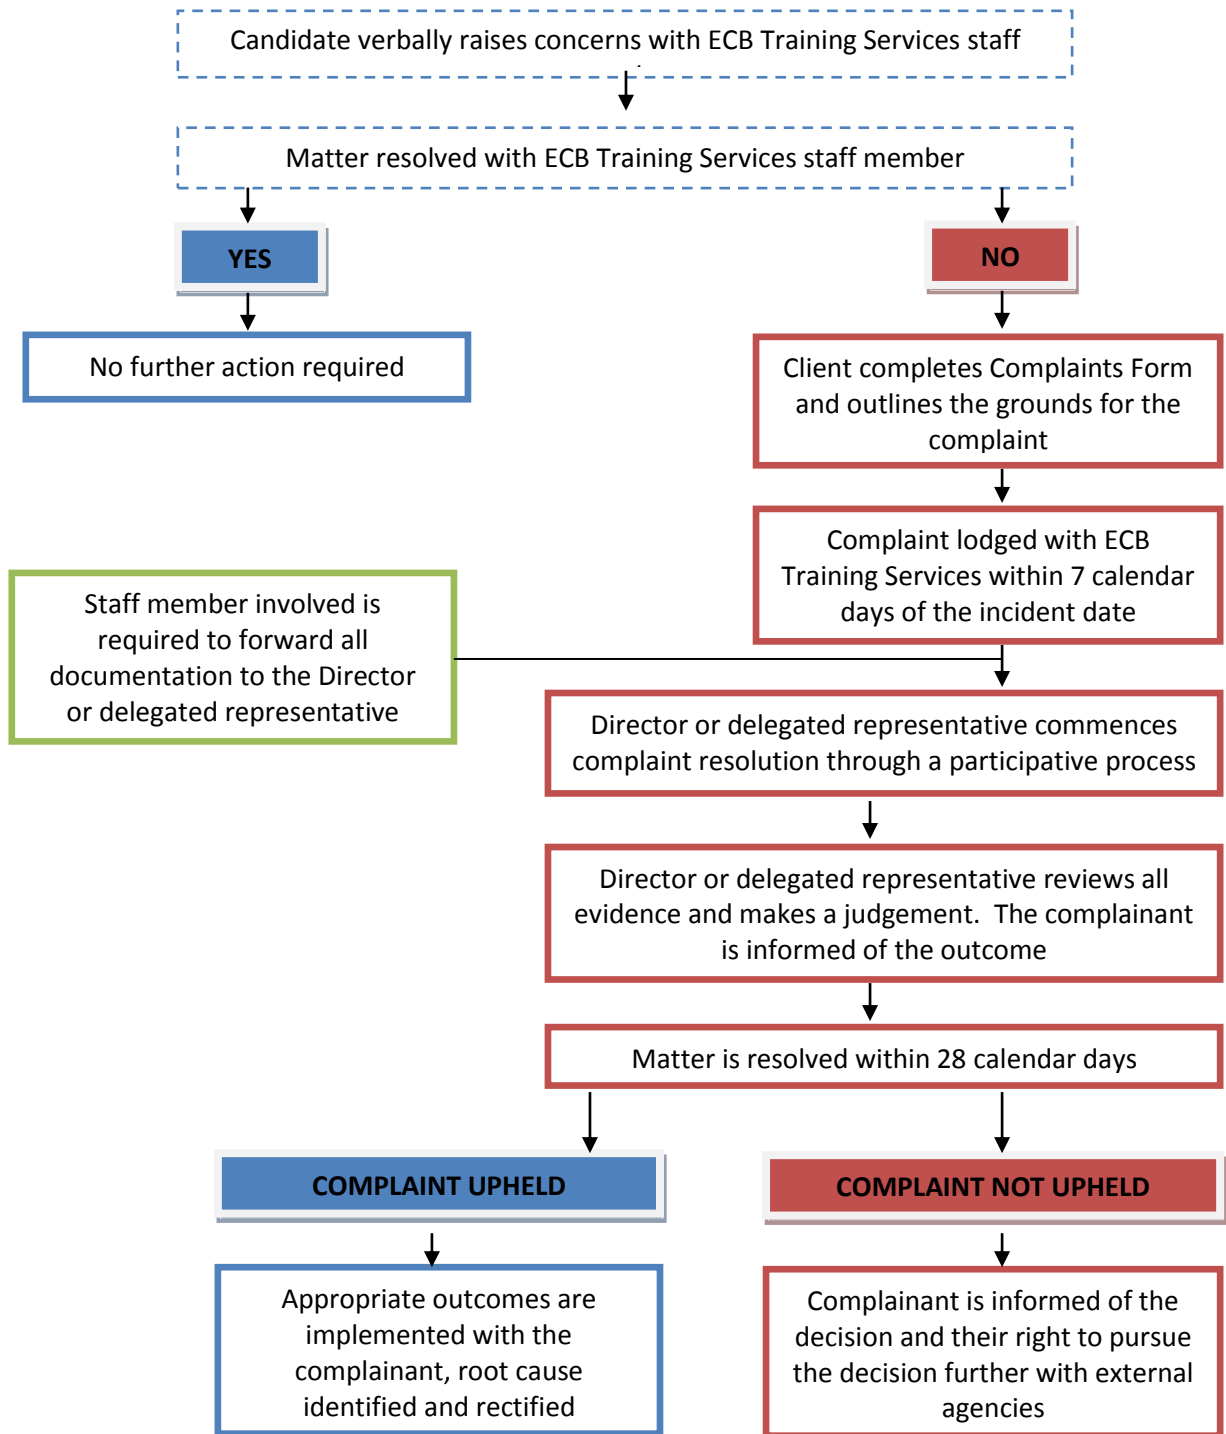 Candidate verbally raises concerns with ECB Training Services staff
.
Matter resolved with ECB Training Services staff member
YES
NO
No further action required
Client completes Complaints Form
and outlines the grounds for the
complaint
Complaint lodged with ECB
Training Services within 7 calendar
days of the incident date
Staff member involved is
required to forward all
documentation to the Director
or delegated representative
Director or delegated representative commences
complaint resolution through a participative process
Director or delegated representative reviews all
evidence and makes a judgement.  The complainant
is informed of the outcome
Matter is resolved within 28 calendar days
COMPLAINT UPHELD
COMPLAINT NOT UPHELD
Appropriate outcomes are
implemented with the
complainant, root cause
identified and rectified
Complainant is informed of the
decision and their right to pursue
the decision further with external
agencies